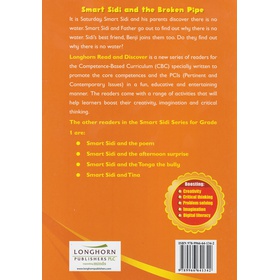 Smart Sidi and the Broken Pipe
It is Saturday. Smart Sidi and his parents discover there is no
water. Smart Sidi and Father go out to find out why there is no
water. Sidi's best friend, Benji joins them too. Do they find out
why there is no water?
Longhorn Read and Discover is a new series of readers for
the Competence-Based Curriculum (CBC) specially written to
promote the core competences and the PCIs (Pertinent and
Contemporary Issues) in a fun, educative and entertaining
manner. The readers come with a range of activities that will
help learners boost their creativity, imagination and critical
thinking.
The other readers in the Smart Sidi Series for Grade
1 are:
Smart Sidi and the poem
Smart Sidi and the afternoon surprise
Smart Sidi and the Tonga the bully
Smart Sidi and Tina
Boosting:
Creativity
Critical thinking
Problem solving
Imagination
Digital literacy
LONGHORN
PUBLISHERS PLC